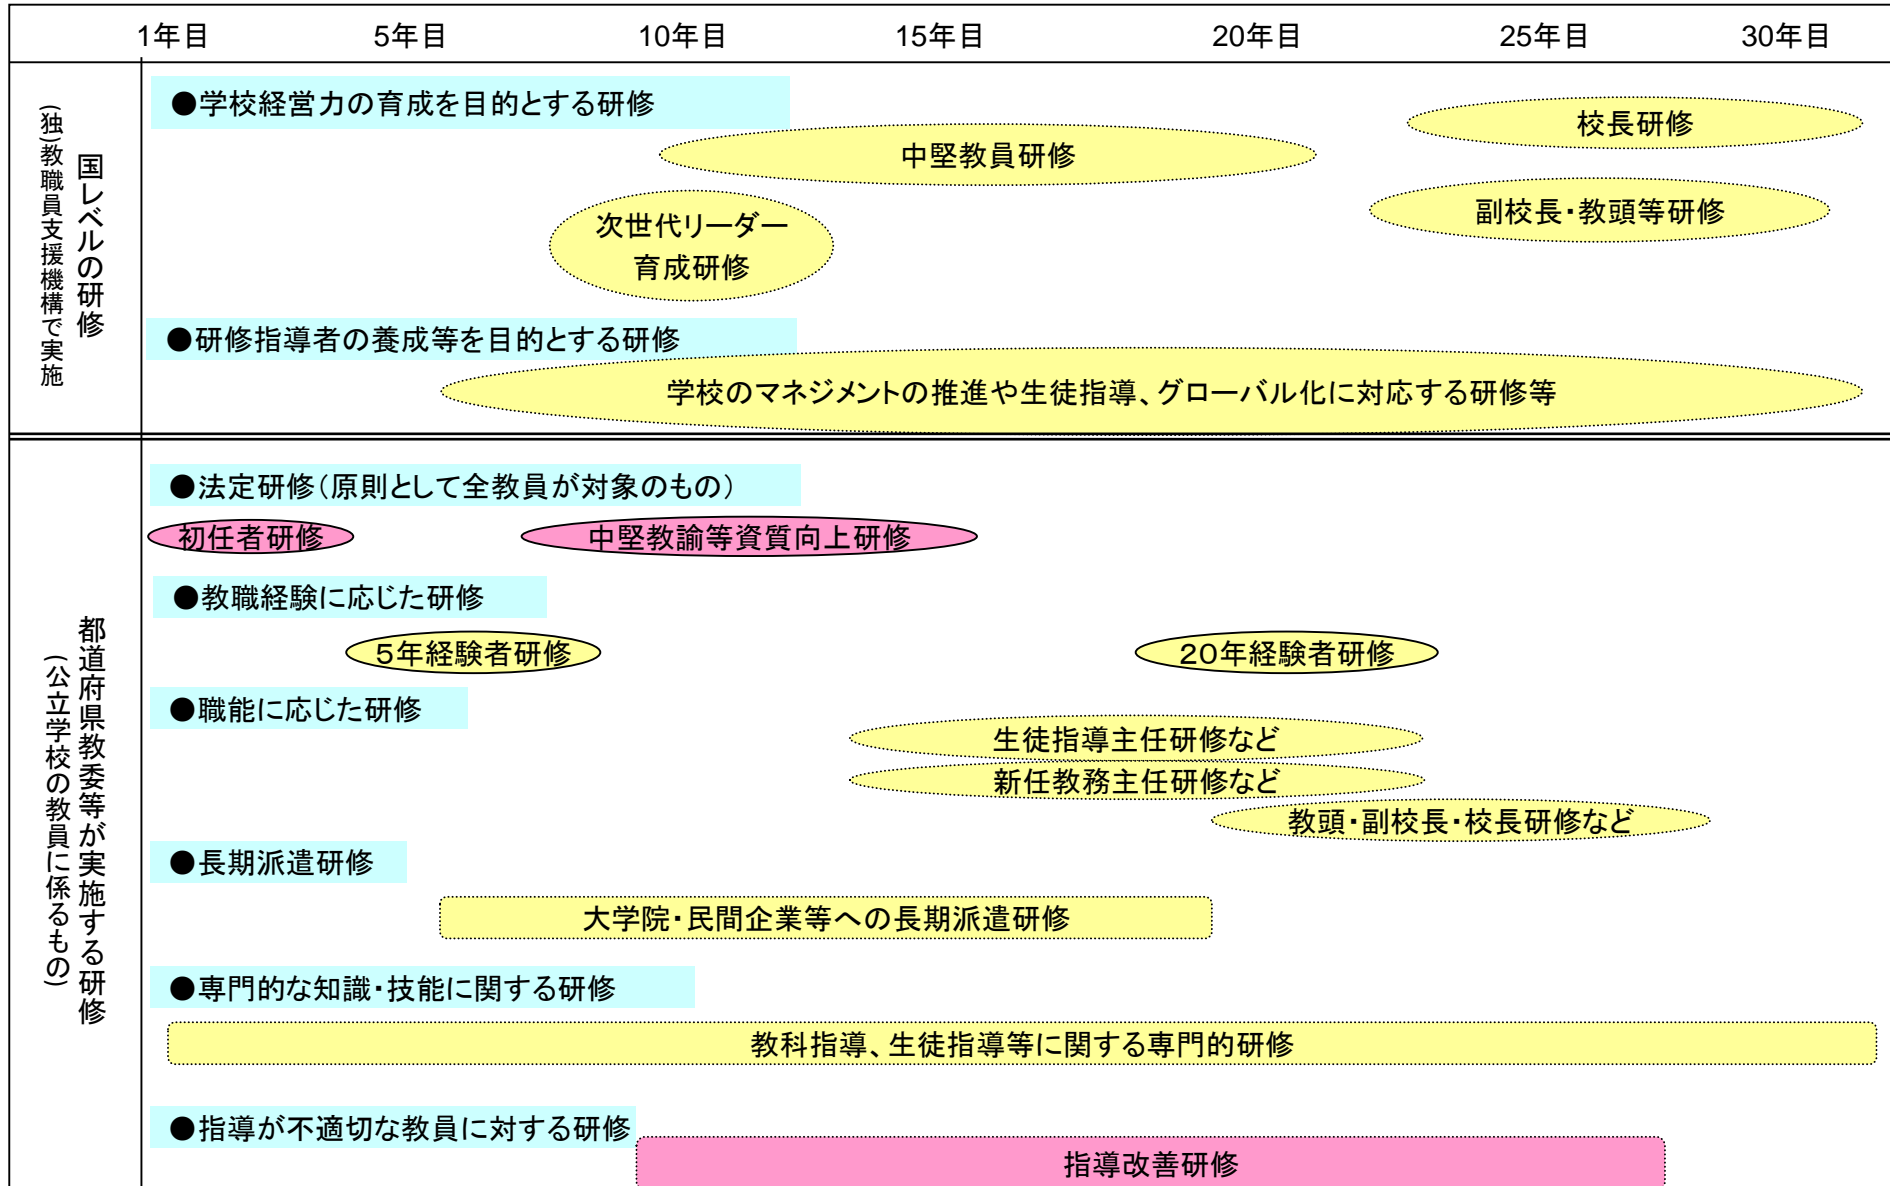 1年目 5年目 10年目 15年目 20年目 25年目 30年目
国レベルの研修
(独)教職員支援機構で実施
●学校経営力の育成を目的とする研修
校長研修
中堅教員研修
副校長・教頭等研修
次世代リーダー
育成研修
●研修指導者の養成等を目的とする研修
学校のマネジメントの推進や生徒指導、グローバル化に対応する研修等
都道府県教委等が実施する研修
(公立学校の教員に係るもの)
●法定研修(原則として全教員が対象のもの)
初任者研修 中堅教諭等資質向上研修
●教職経験に応じた研修
5年経験者研修 20年経験者研修
●職能に応じた研修
生徒指導主任研修など
新任教務主任研修など
教頭・副校長・校長研修など
●長期派遣研修
大学院・民間企業等への長期派遣研修
●専門的な知識・技能に関する研修
教科指導、生徒指導等に関する専門的研修
●指導が不適切な教員に対する研修
指導改善研修